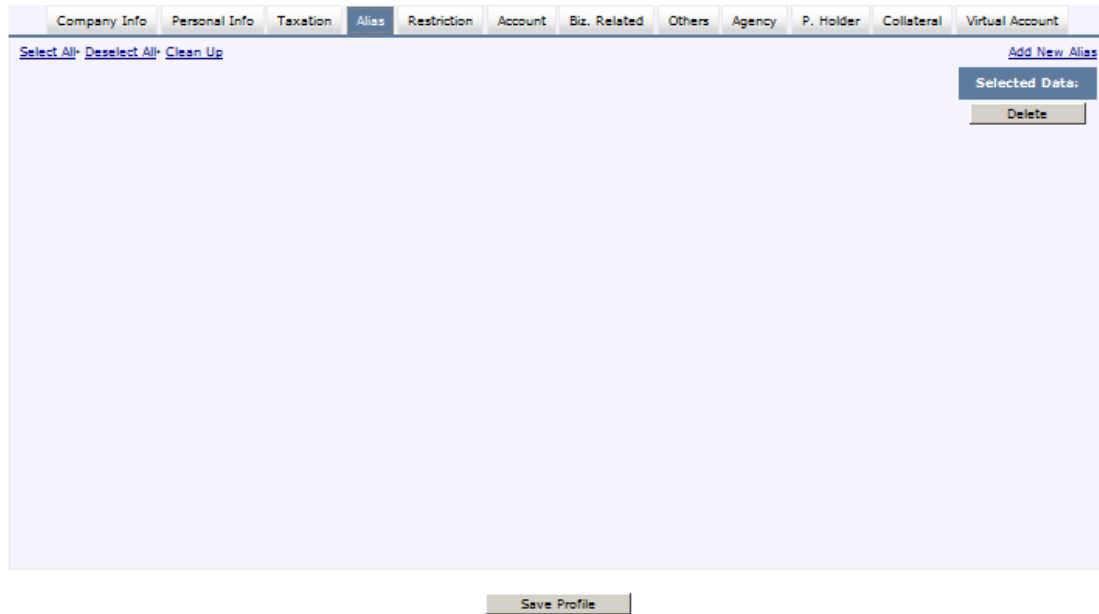 Company Info Personal Info Taxation Alias Restriction Account Biz. Related Others Agency P. Holder Collateral Virtual Account
Select All• Deselect All• Clean Up Add New Alias
Selected Data:
Delete
Save Profile